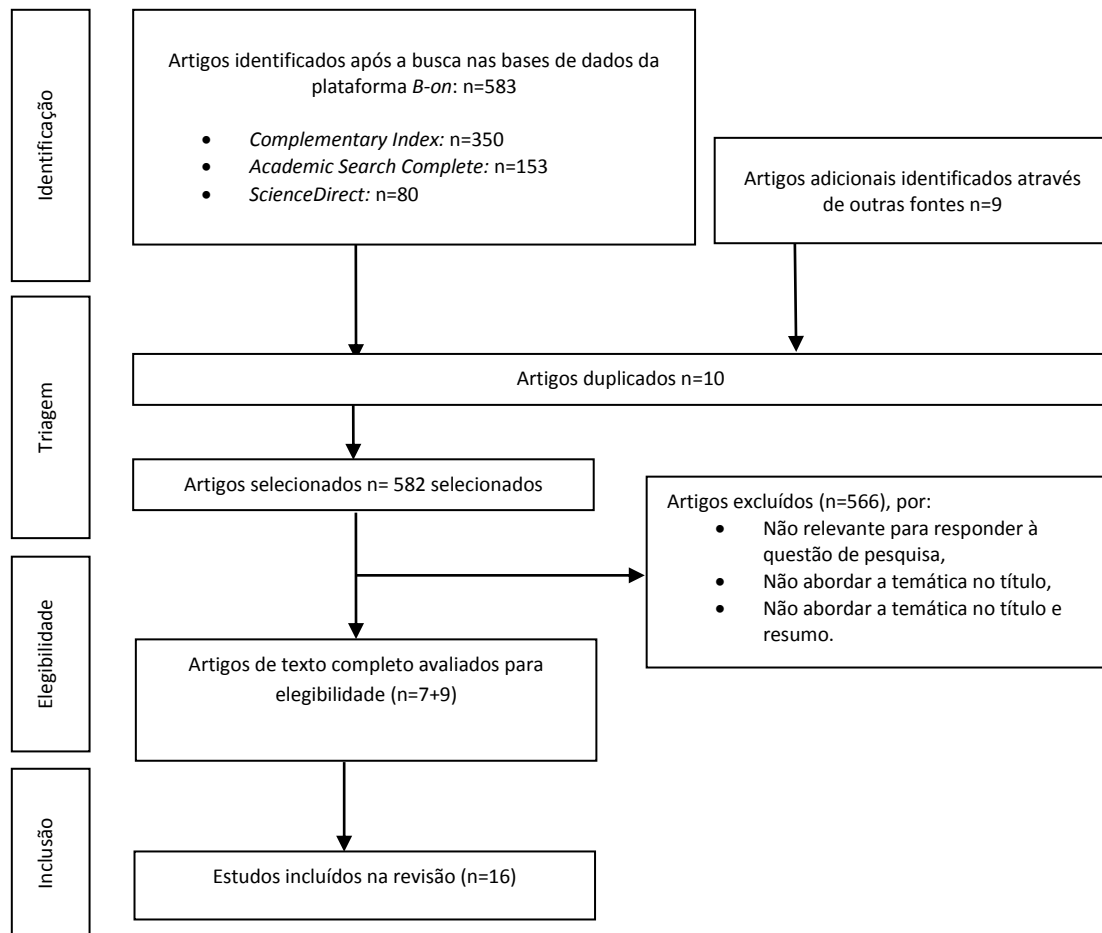 Identificação
Artigos identificados após a busca nas bases de dados da
plataforma B-on: n=583
• Complementary Index: n=350
• Academic Search Complete: n=153
• ScienceDirect: n=80
Artigos adicionais identificados através
de outras fontes n=9
Triagem
Artigos duplicados n=10
Artigos selecionados n= 582 selecionados
Artigos excluídos (n=566), por:
• Não relevante para responder à
questão de pesquisa,
• Não abordar a temática no título,
• Não abordar a temática no título e
resumo.
Elegibilidade
Artigos de texto completo avaliados para
elegibilidade (n=7+9)
Inclusão
Estudos incluídos na revisão (n=16)